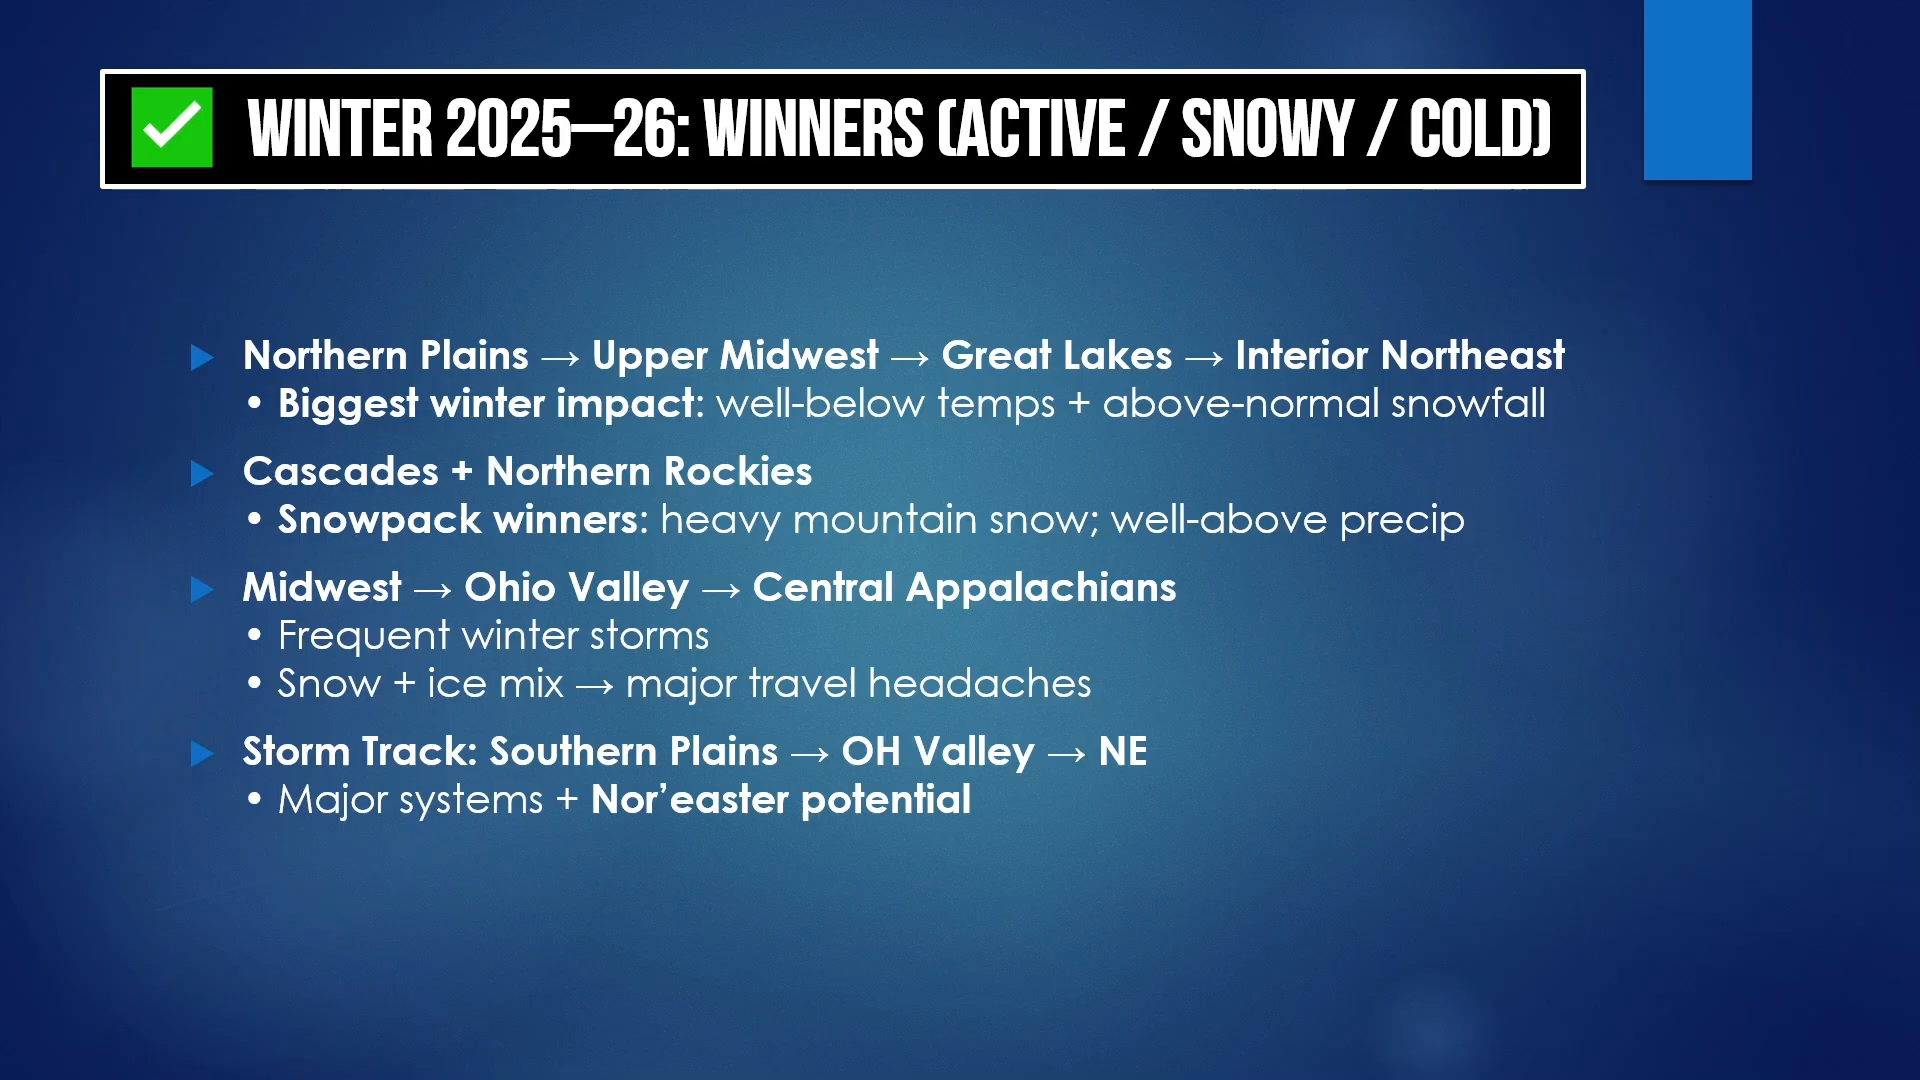 ✅ WINTER 2025–26: WINNERS (ACTIVE / SNOWY / COLD)
Northern Plains → Upper Midwest → Great Lakes → Interior Northeast
• Biggest winter impact: well-below temps + above-normal snowfall
Cascades + Northern Rockies
• Snowpack winners: heavy mountain snow; well-above precip
Midwest → Ohio Valley → Central Appalachians
• Frequent winter storms
• Snow + ice mix → major travel headaches
Storm Track: Southern Plains → OH Valley → NE
• Major systems + Nor’easter potential